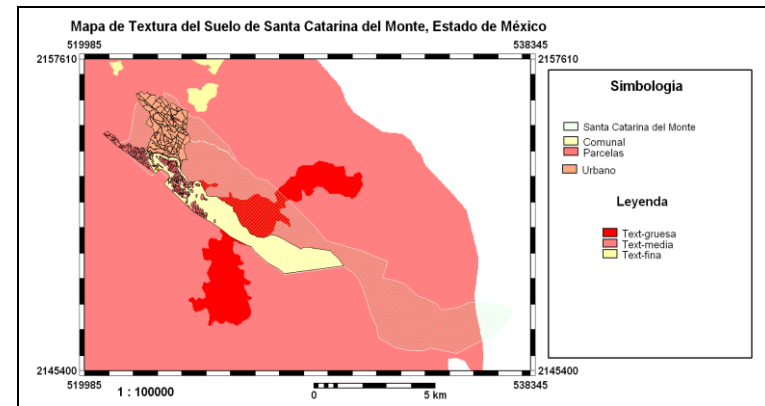 Mapa de Textura del Suelo de Santa Catarina del Monte, Estado de México
519985 538345
2157610 2157610
Simbología
Santa Catarina del Monte
Comunal
Parcelas
Urbano
Leyenda
Text-gruesa
Text-media
Text-fina
2145400 2145400
519985 538345
1 : 100000
0 5 km